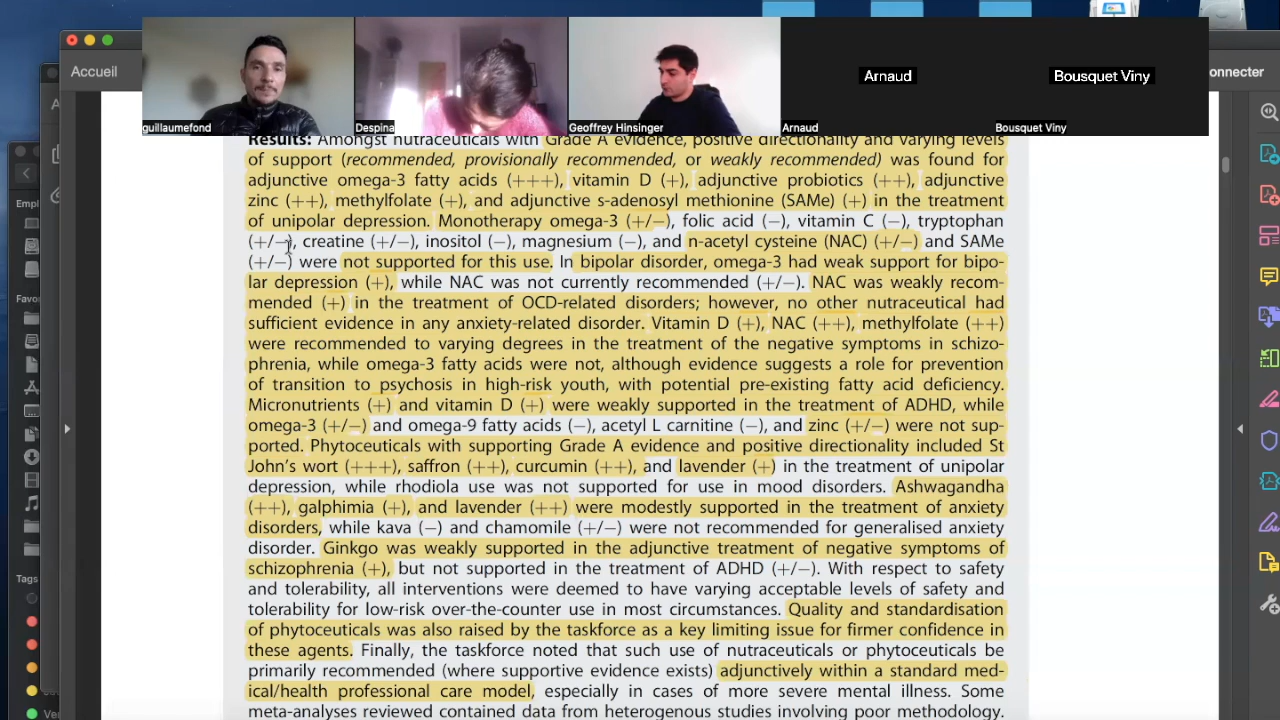 Accueil
guillaumefond
Despina
Geoffrey Hinsinger
Arnaud
Arnaud
Bousquet Viny
Bousquet Viny
onnecter
A
Empl
Favo
Tags
Ve
Results: Amongst nutraceuticals with Grade A evidence, positive directionality and varying levels
of support (recommended, provisionally recommended, or weakly recommended) was found for
adjunctive omega-3 fatty acids (+++), vitamin D (+), adjunctive probiotics (++), adjunctive
zinc (++), methylfolate (+), and adjunctive s-adenosyl methionine (SAMe) (+) in the treatment
of unipolar depression. Monotherapy omega-3 (+/−), folic acid (−), vitamin C (−), tryptophan
(+/−), creatine (+/−), inositol (−), magnesium (−), and n-acetyl cysteine (NAC) (+/−) and SAMe
(+/−) were not supported for this use. In bipolar disorder, omega-3 had weak support for bipo-
lar depression (+), while NAC was not currently recommended (+/−). NAC was weakly recom-
mended (+) in the treatment of OCD-related disorders; however, no other nutraceutical had
sufficient evidence in any anxiety-related disorder. Vitamin D (+), NAC (++), methylfolate (++)
were recommended to varying degrees in the treatment of the negative symptoms in schizo-
phrenia, while omega-3 fatty acids were not, although evidence suggests a role for prevention
of transition to psychosis in high-risk youth, with potential pre-existing fatty acid deficiency.
Micronutrients (+) and vitamin D (+) were weakly supported in the treatment of ADHD, while
omega-3 (+/−) and omega-9 fatty acids (−), acetyl L carnitine (−), and zinc (+/−) were not sup-
ported. Phytoceuticals with supporting Grade A evidence and positive directionality included St
John's wort (+++), saffron (++), curcumin (++), and lavender (+) in the treatment of unipolar
depression, while rhodiola use was not supported for use in mood disorders. Ashwagandha
(++), galphimia (+), and lavender (++) were modestly supported in the treatment of anxiety
disorders, while kava (−) and chamomile (+/−) were not recommended for generalised anxiety
disorder. Ginkgo was weakly supported in the adjunctive treatment of negative symptoms of
schizophrenia (+), but not supported in the treatment of ADHD (+/−). With respect to safety
and tolerability, all interventions were deemed to have varying acceptable levels of safety and
tolerability for low-risk over-the-counter use in most circumstances. Quality and standardisation
of phytoceuticals was also raised by the taskforce as a key limiting issue for firmer confidence in
these agents. Finally, the taskforce noted that such use of nutraceuticals or phytoceuticals be
primarily recommended (where supportive evidence exists) adjunctively within a standard med-
ical/health professional care model, especially in cases of more severe mental illness. Some
meta-analyses reviewed contained data from heterogenous studies involving poor methodology.